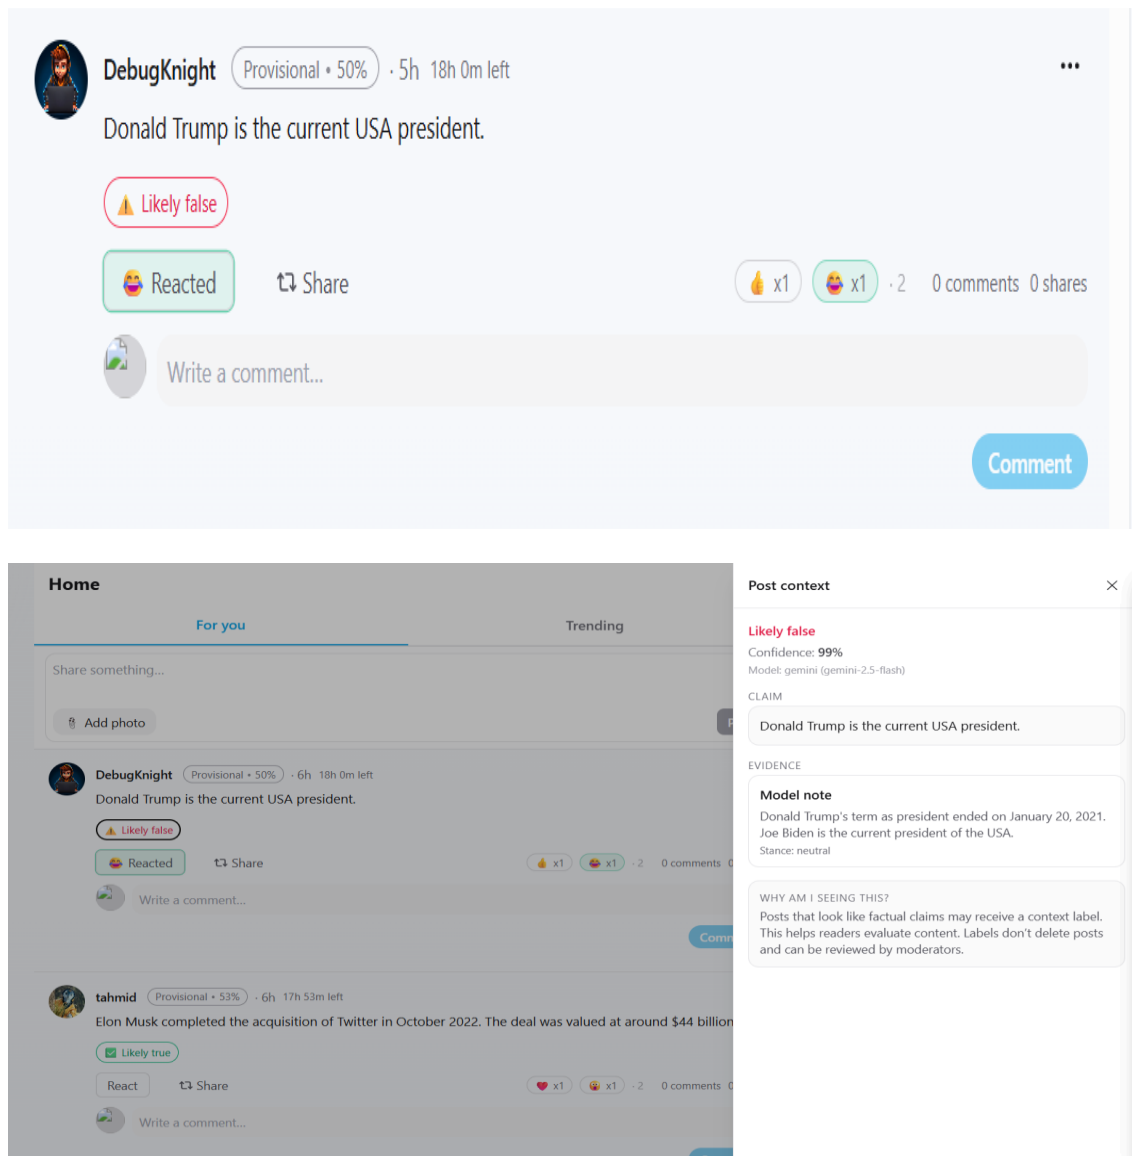 DebugKnight Provisional • 50% · 5h 18h 0m left
Donald Trump is the current USA president.
Likely false
Reacted Share x1 x1 · 2 0 comments 0 shares
Write a comment...
Comment
Home
For you Trending
Share something...
Add photo
DebugKnight Provisional • 50% · 6h 18h 0m left
Donald Trump is the current USA president.
Likely false
Reacted Share x1 x1 · 2 0 comments
Write a comment...
tahmid Provisional • 53% · 6h 17h 53m left
Elon Musk completed the acquisition of Twitter in October 2022. The deal was valued at around $44 billion
Likely true
React Share x1 x1 · 2 0 comments
Write a comment...
Post context
Likely false
Confidence: 99%
Model: gemini (gemini-2.5-flash)
CLAIM
Donald Trump is the current USA president.
EVIDENCE
Model note
Donald Trump's term as president ended on January 20, 2021.
Joe Biden is the current president of the USA.
Stance: neutral
WHY AM I SEEING THIS?
Posts that look like factual claims may receive a context label.
This helps readers evaluate content. Labels don't delete posts
and can be reviewed by moderators.